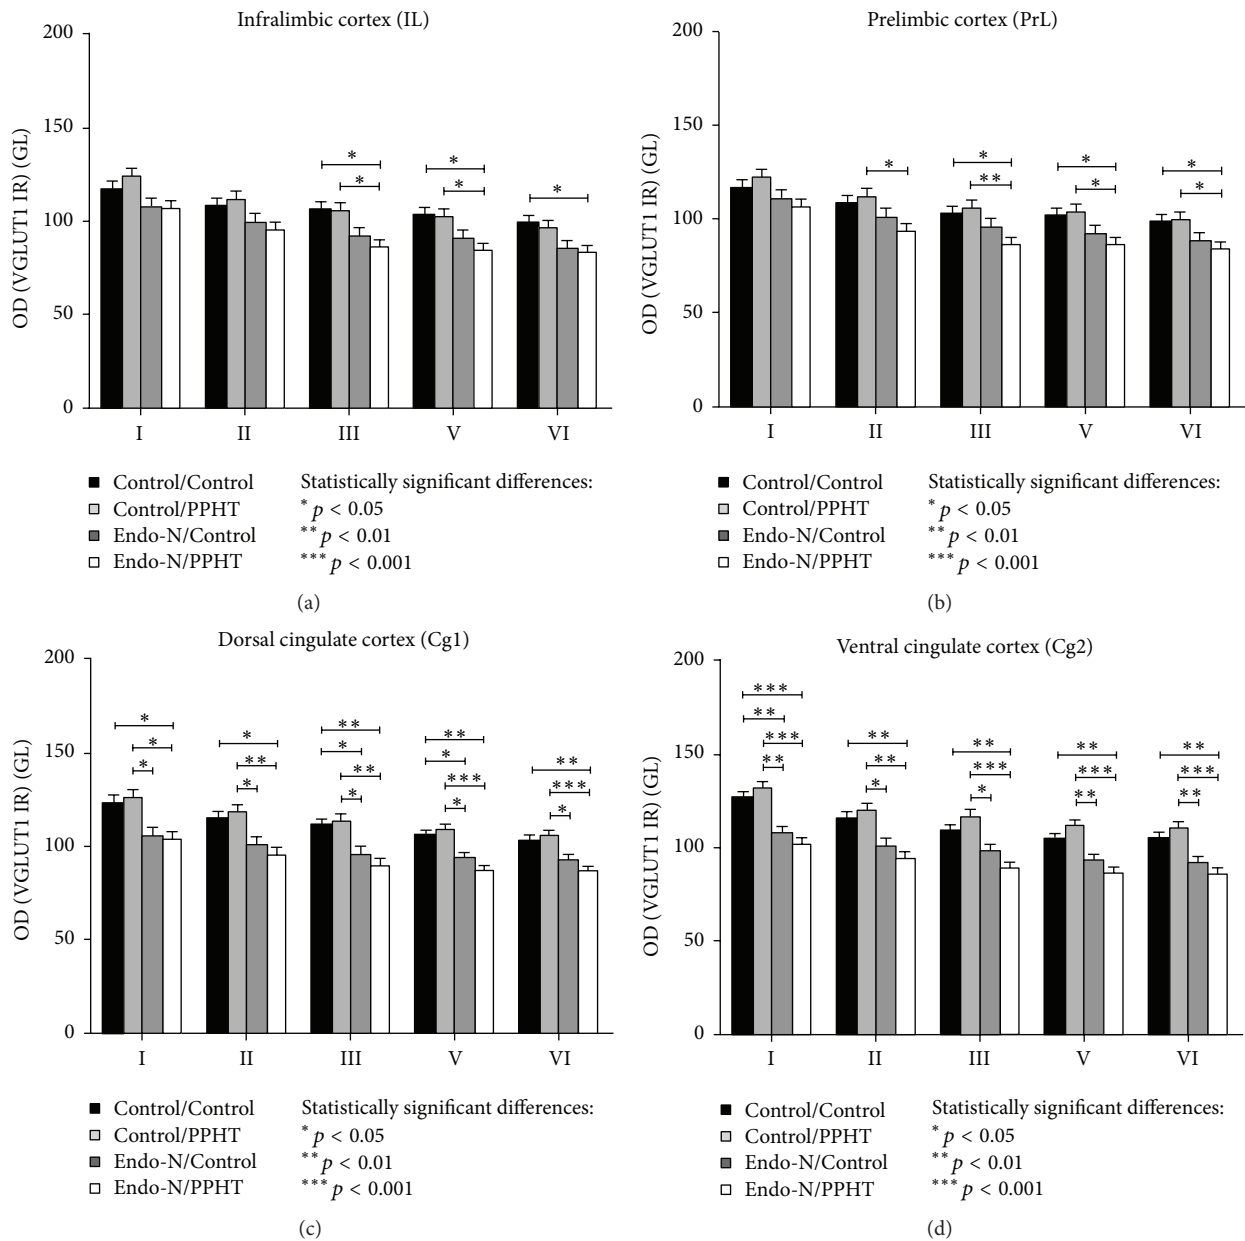 Infralimbic cortex (IL)
OD (VGLUT1 IR) (GL)
200
150
100
50
0
* * * * *
I II III V VI
Control/Control
Control/PPHT
Endo-N/Control
Endo-N/PPHT
Statistically significant differences:
* p < 0.05
** p < 0.01
*** p < 0.001
(a)
Prelimbic cortex (PrL)
OD (VGLUT1 IR) (GL)
200
150
100
50
0
* * ** * * * *
I II III V VI
Control/Control
Control/PPHT
Endo-N/Control
Endo-N/PPHT
Statistically significant differences:
* p < 0.05
** p < 0.01
*** p < 0.001
(b)
Dorsal cingulate cortex (Cg1)
OD (VGLUT1 IR) (GL)
200
150
100
50
0
* * *
* ** *
** * ** *
** * *** *
** *** *
I II III V VI
Control/Control
Control/PPHT
Endo-N/Control
Endo-N/PPHT
Statistically significant differences:
* p < 0.05
** p < 0.01
*** p < 0.001
(c)
Ventral cingulate cortex (Cg2)
OD (VGLUT1 IR) (GL)
200
150
100
50
0
*** ** *** **
** ** *
** *** *
** *** **
** *** **
I II III V VI
Control/Control
Control/PPHT
Endo-N/Control
Endo-N/PPHT
Statistically significant differences:
* p < 0.05
** p < 0.01
*** p < 0.001
(d)